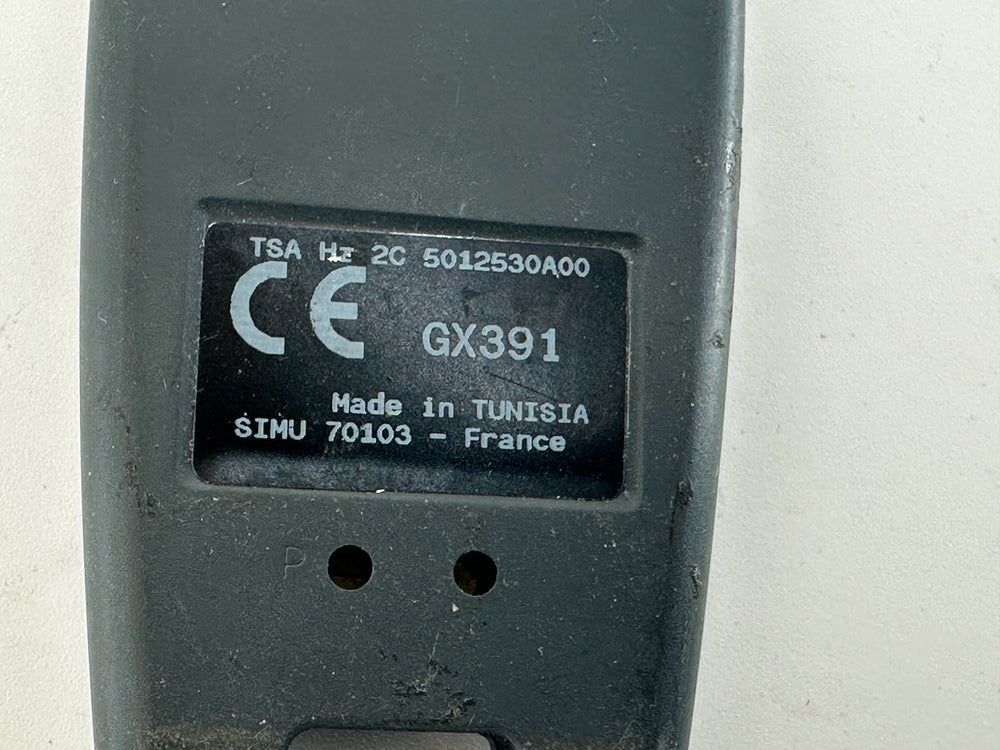 TSA Hz 2C 5012530A00
CE GX391
Made in TUNISIA
SIMU 70103 - France
P